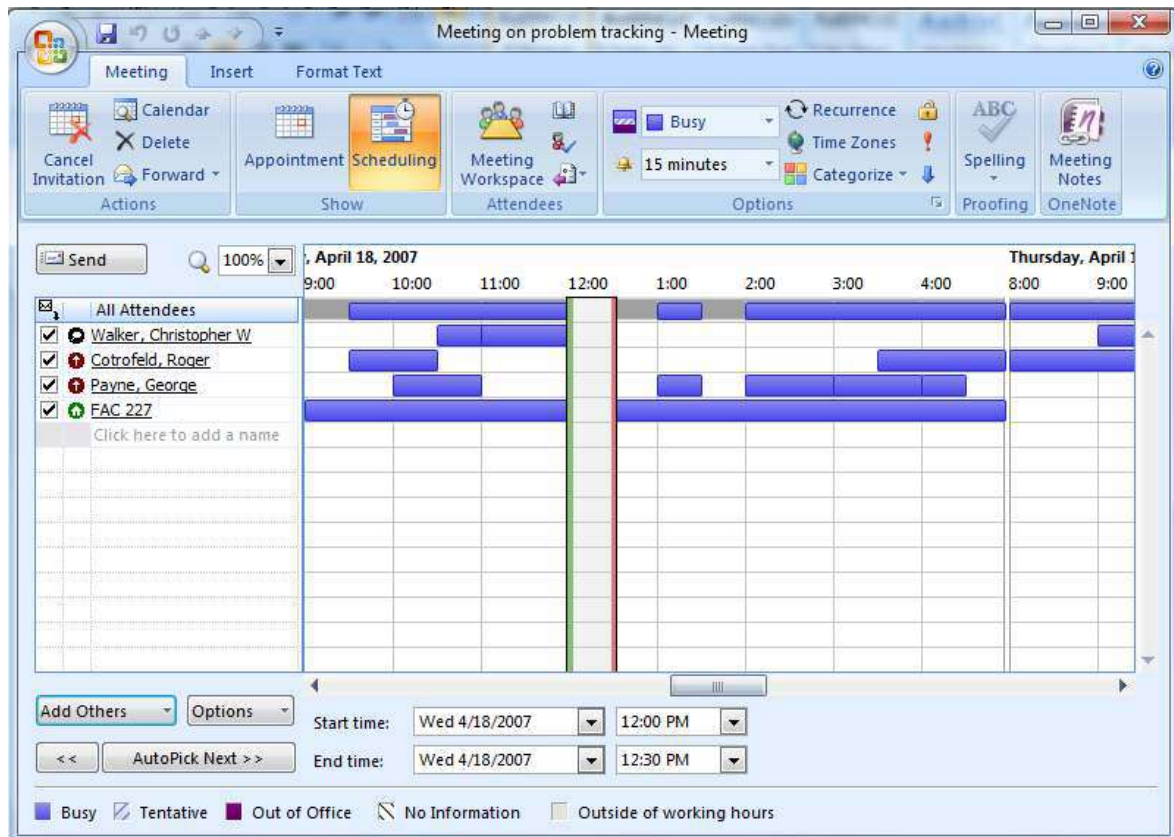 Meeting on problem tracking - Meeting
Meeting Insert Format Text
Calendar
Delete
Forward
Cancel Invitation
Actions
Appointment
Scheduling
Show
Meeting Workspace
Attendees
Busy
15 minutes
Recurrence
Time Zones
Categorize
Options
ABC
Spelling
Proofing
Meeting Notes
OneNote
Send 100%
, April 18, 2007 Thursday, April 1
9:00 10:00 11:00 12:00 1:00 2:00 3:00 4:00 8:00 9:00
All Attendees
Walker, Christopher W
Cotrofeld, Roger
Payne, George
FAC 227
Click here to add a name
Add Others Options
<< AutoPick Next >>
Start time: Wed 4/18/2007 12:00 PM
End time: Wed 4/18/2007 12:30 PM
Busy Tentative Out of Office No Information Outside of working hours